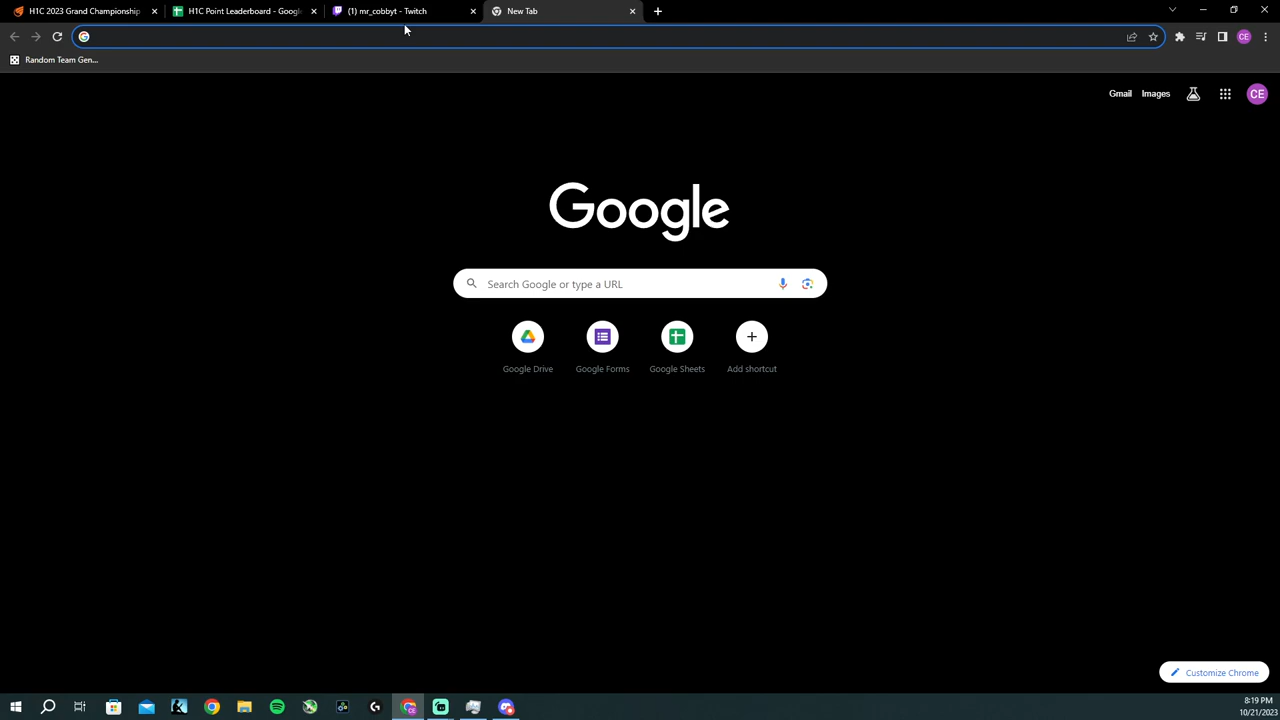 H1C 2023 Grand Championship
H1C Point Leaderboard - Googl
(1) mr_cobbyt - Twitch
New Tab
CE
Random Team Gen...
Gmail
Images
CE
Google
Search Google or type a URL
Google Drive
Google Forms
Google Sheets
Add shortcut
Customize Chrome
8:19 PM
10/21/2023